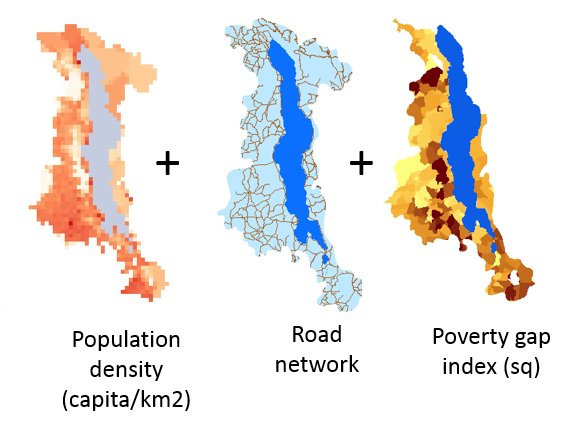 +
+
Population
density
(capita/km2)
Road
network
Poverty gap
index (sq)